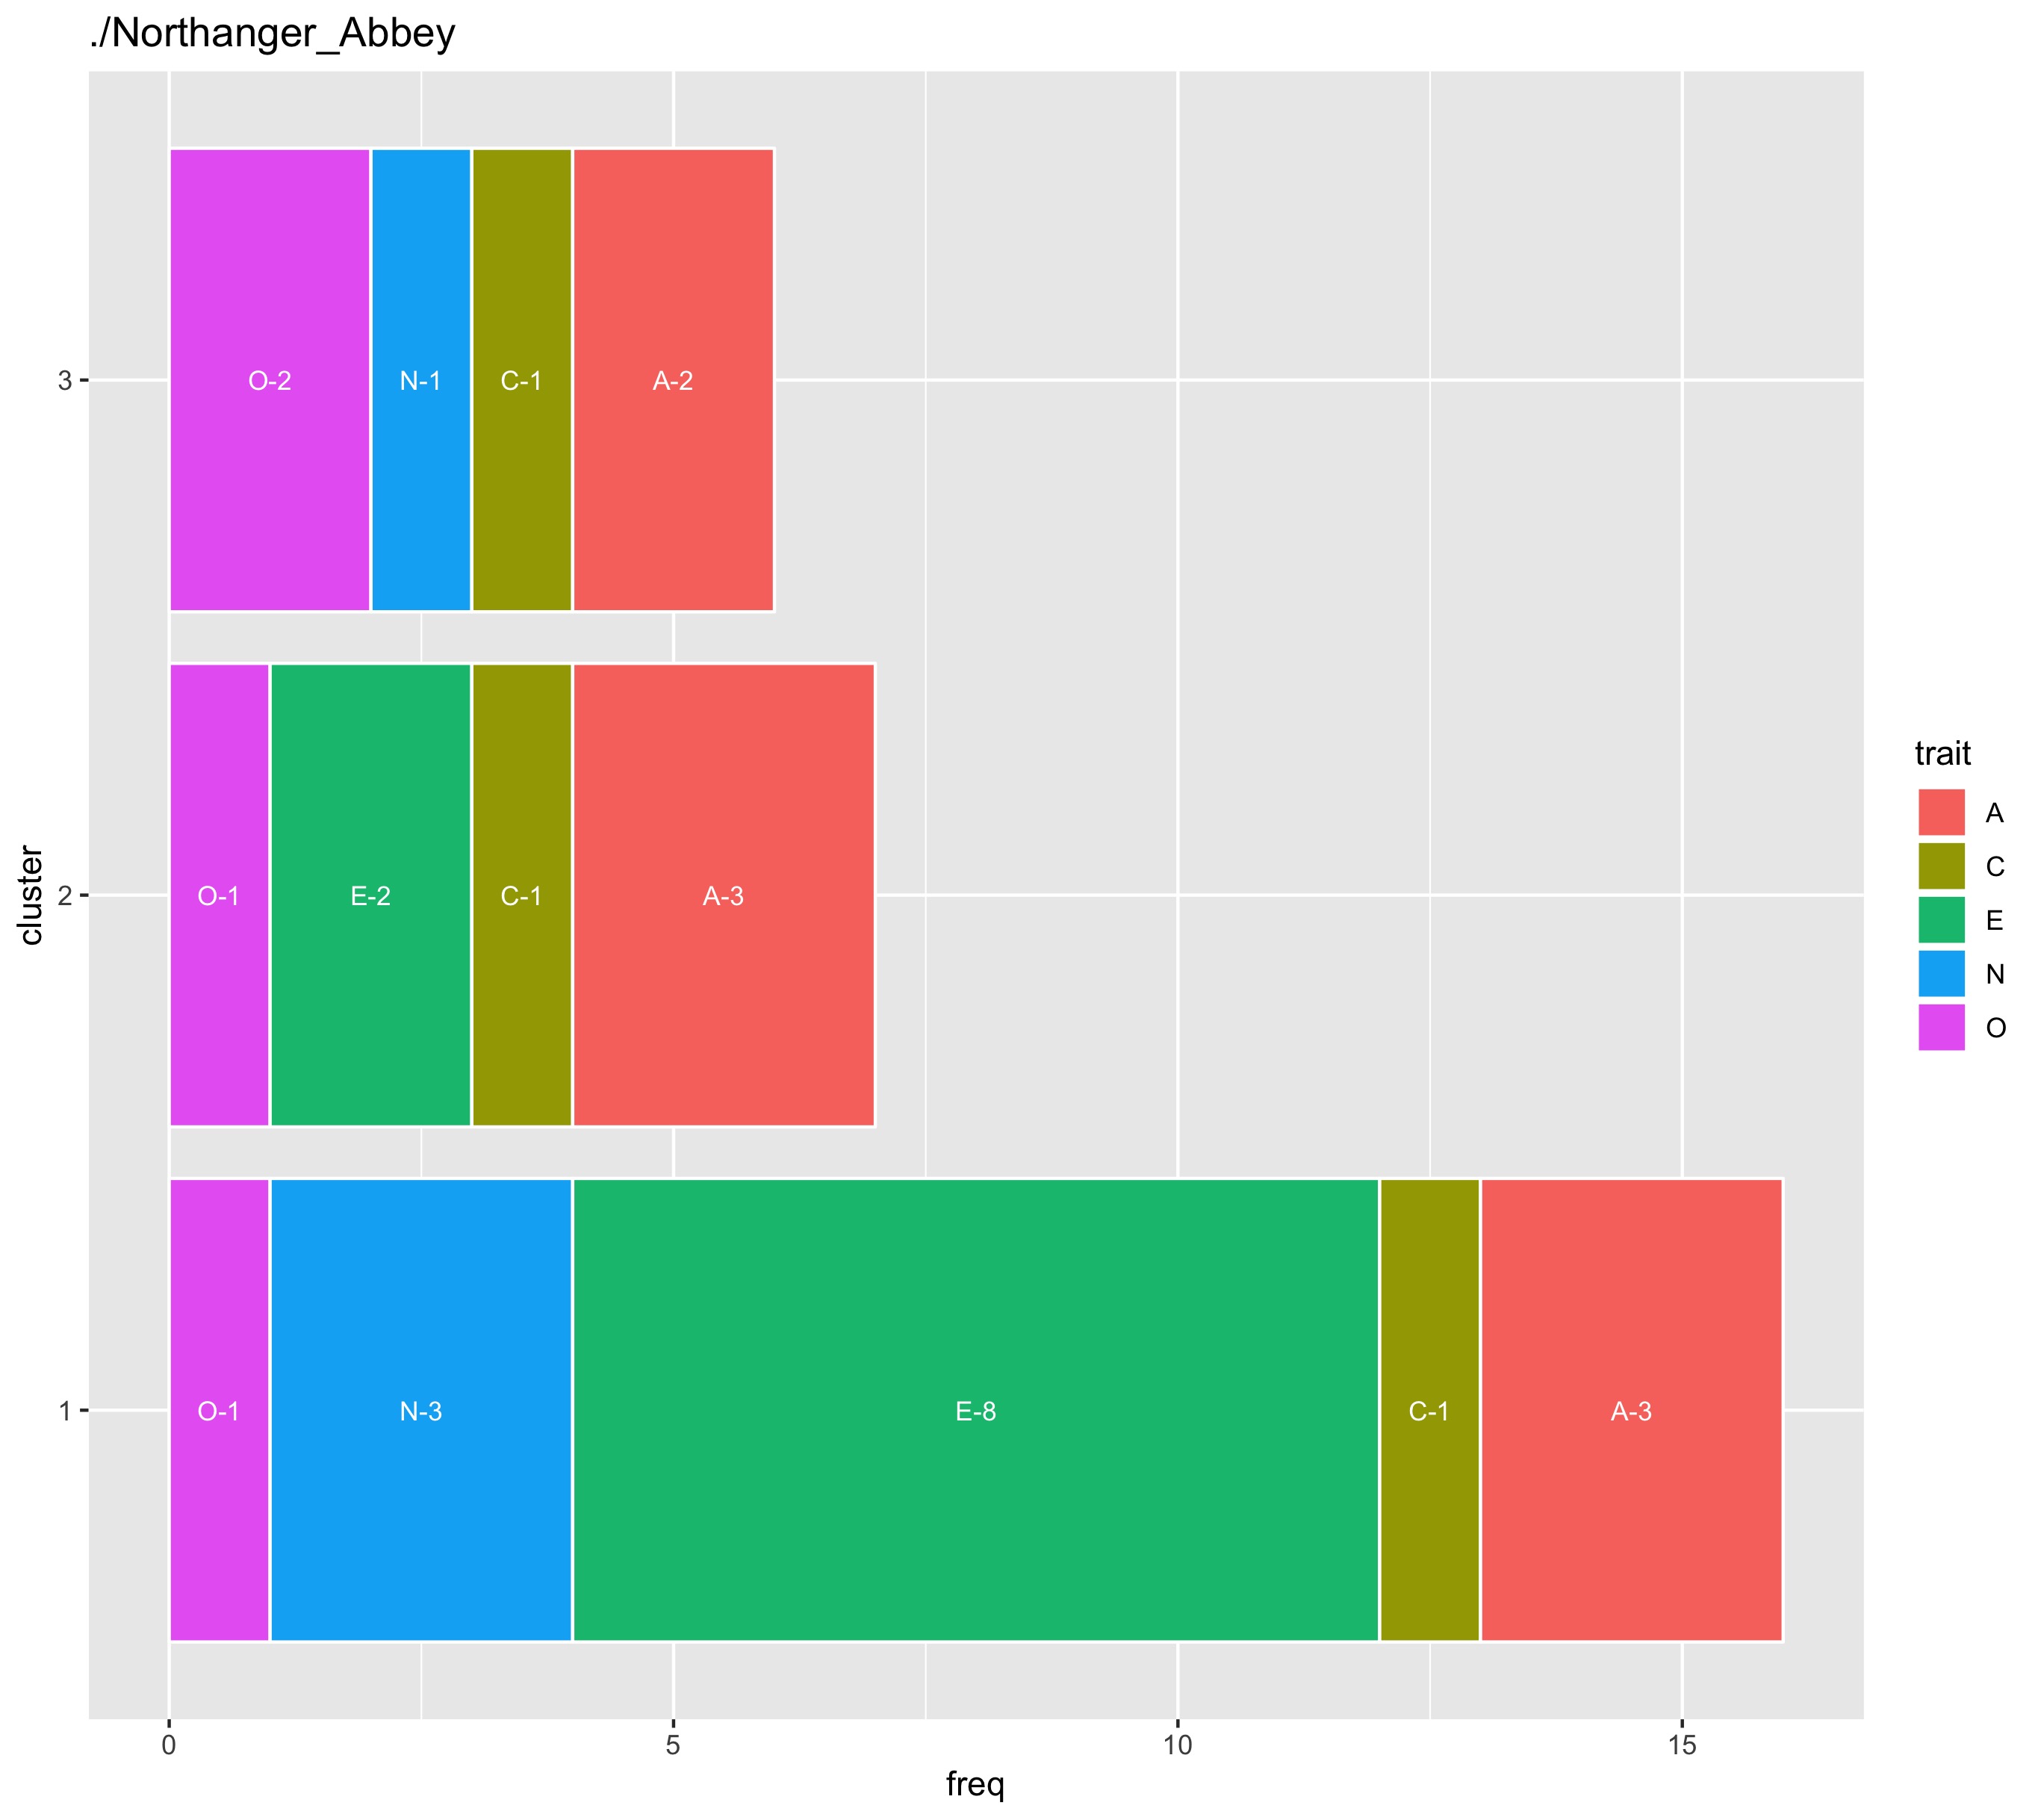 ./Northanger_Abbey
3
O-2 N-1 C-1 A-2
2
O-1 E-2 C-1 A-3
1
O-1 N-3 E-8 C-1 A-3
cluster
0 5 10 15
freq
trait
A
C
E
N
O